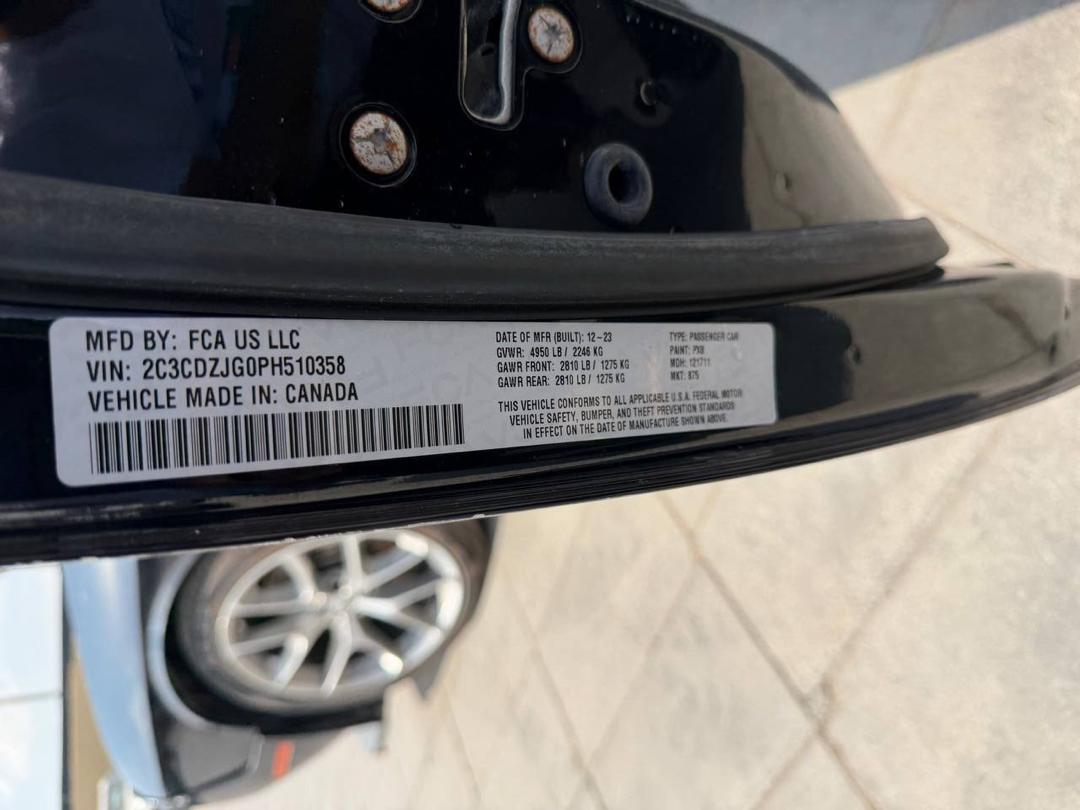 MFD BY: FCA US LLC
VIN: 2C3CDZJG0PH510358
VEHICLE MADE IN: CANADA
DATE OF MFR (BUILT): 12-23
GVWR: 4950 LB / 2246 KG
GAWR FRONT: 2810 LB / 1275 KG
GAWR REAR: 2810 LB / 1275 KG
TYPE: PASSENGER CAR
PAINT: PX8
MDH: 121711
MKT: 875
THIS VEHICLE CONFORMS TO ALL APPLICABLE U.S.A. FEDERAL MOTOR
VEHICLE SAFETY, BUMPER, AND THEFT PREVENTION STANDARDS
IN EFFECT ON THE DATE OF MANUFACTURE SHOWN ABOVE.